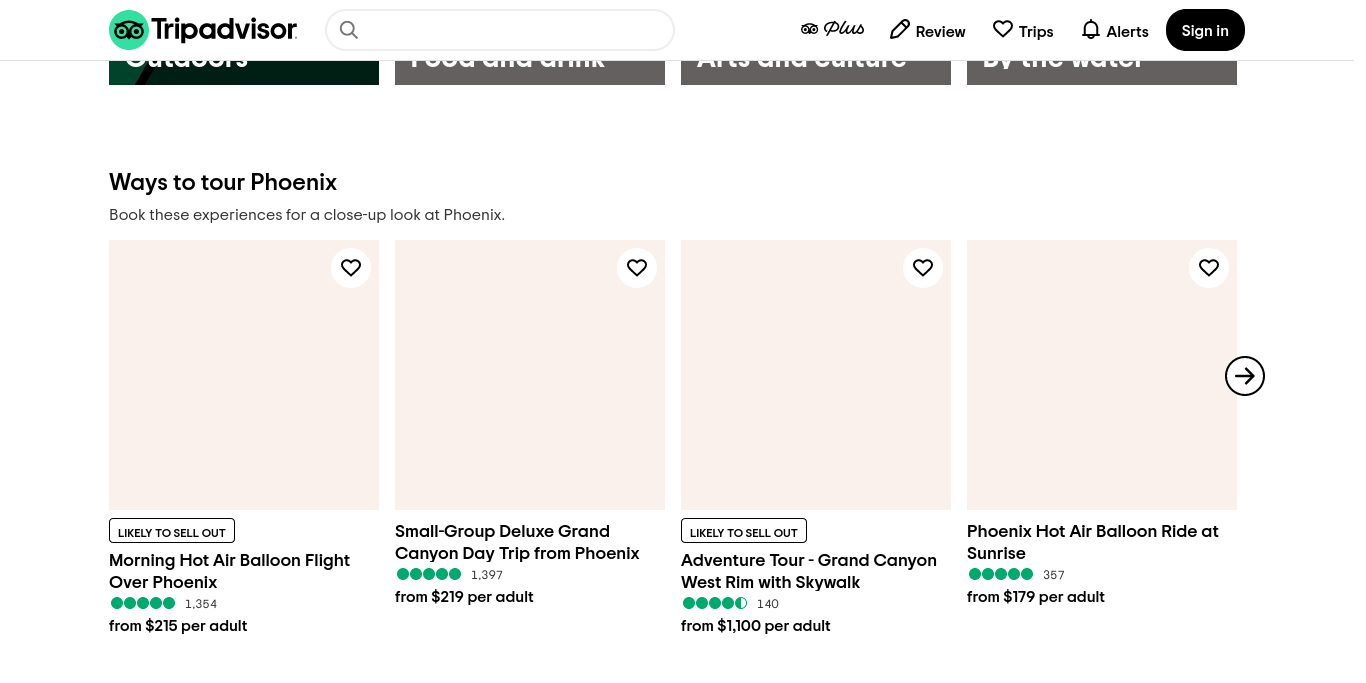 Tripadvisor
Plus
Review
Trips
Alerts
Sign in
Outdoors
Food and drink
Arts and culture
By the water
Ways to tour Phoenix
Book these experiences for a close-up look at Phoenix.
LIKELY TO SELL OUT
Morning Hot Air Balloon Flight
Over Phoenix
1,354
from $215 per adult
Small-Group Deluxe Grand
Canyon Day Trip from Phoenix
1,397
from $219 per adult
LIKELY TO SELL OUT
Adventure Tour - Grand Canyon
West Rim with Skywalk
140
from $1,100 per adult
Phoenix Hot Air Balloon Ride at
Sunrise
357
from $179 per adult